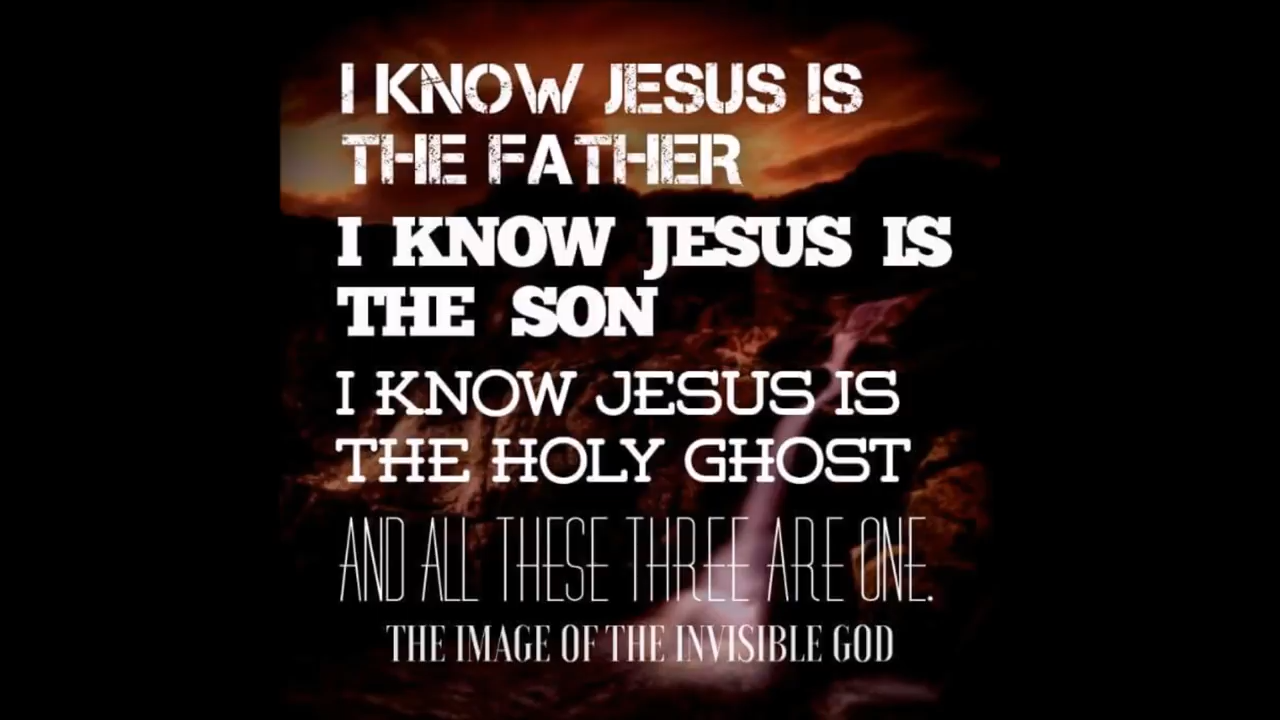 I KNOW JESUS IS
THE FATHER
I KNOW JESUS IS
THE SON
I KNOW JESUS IS
THE HOLY GHOST
AND ALL THESE THREE ARE ONE.
THE IMAGE OF THE INVISIBLE GOD